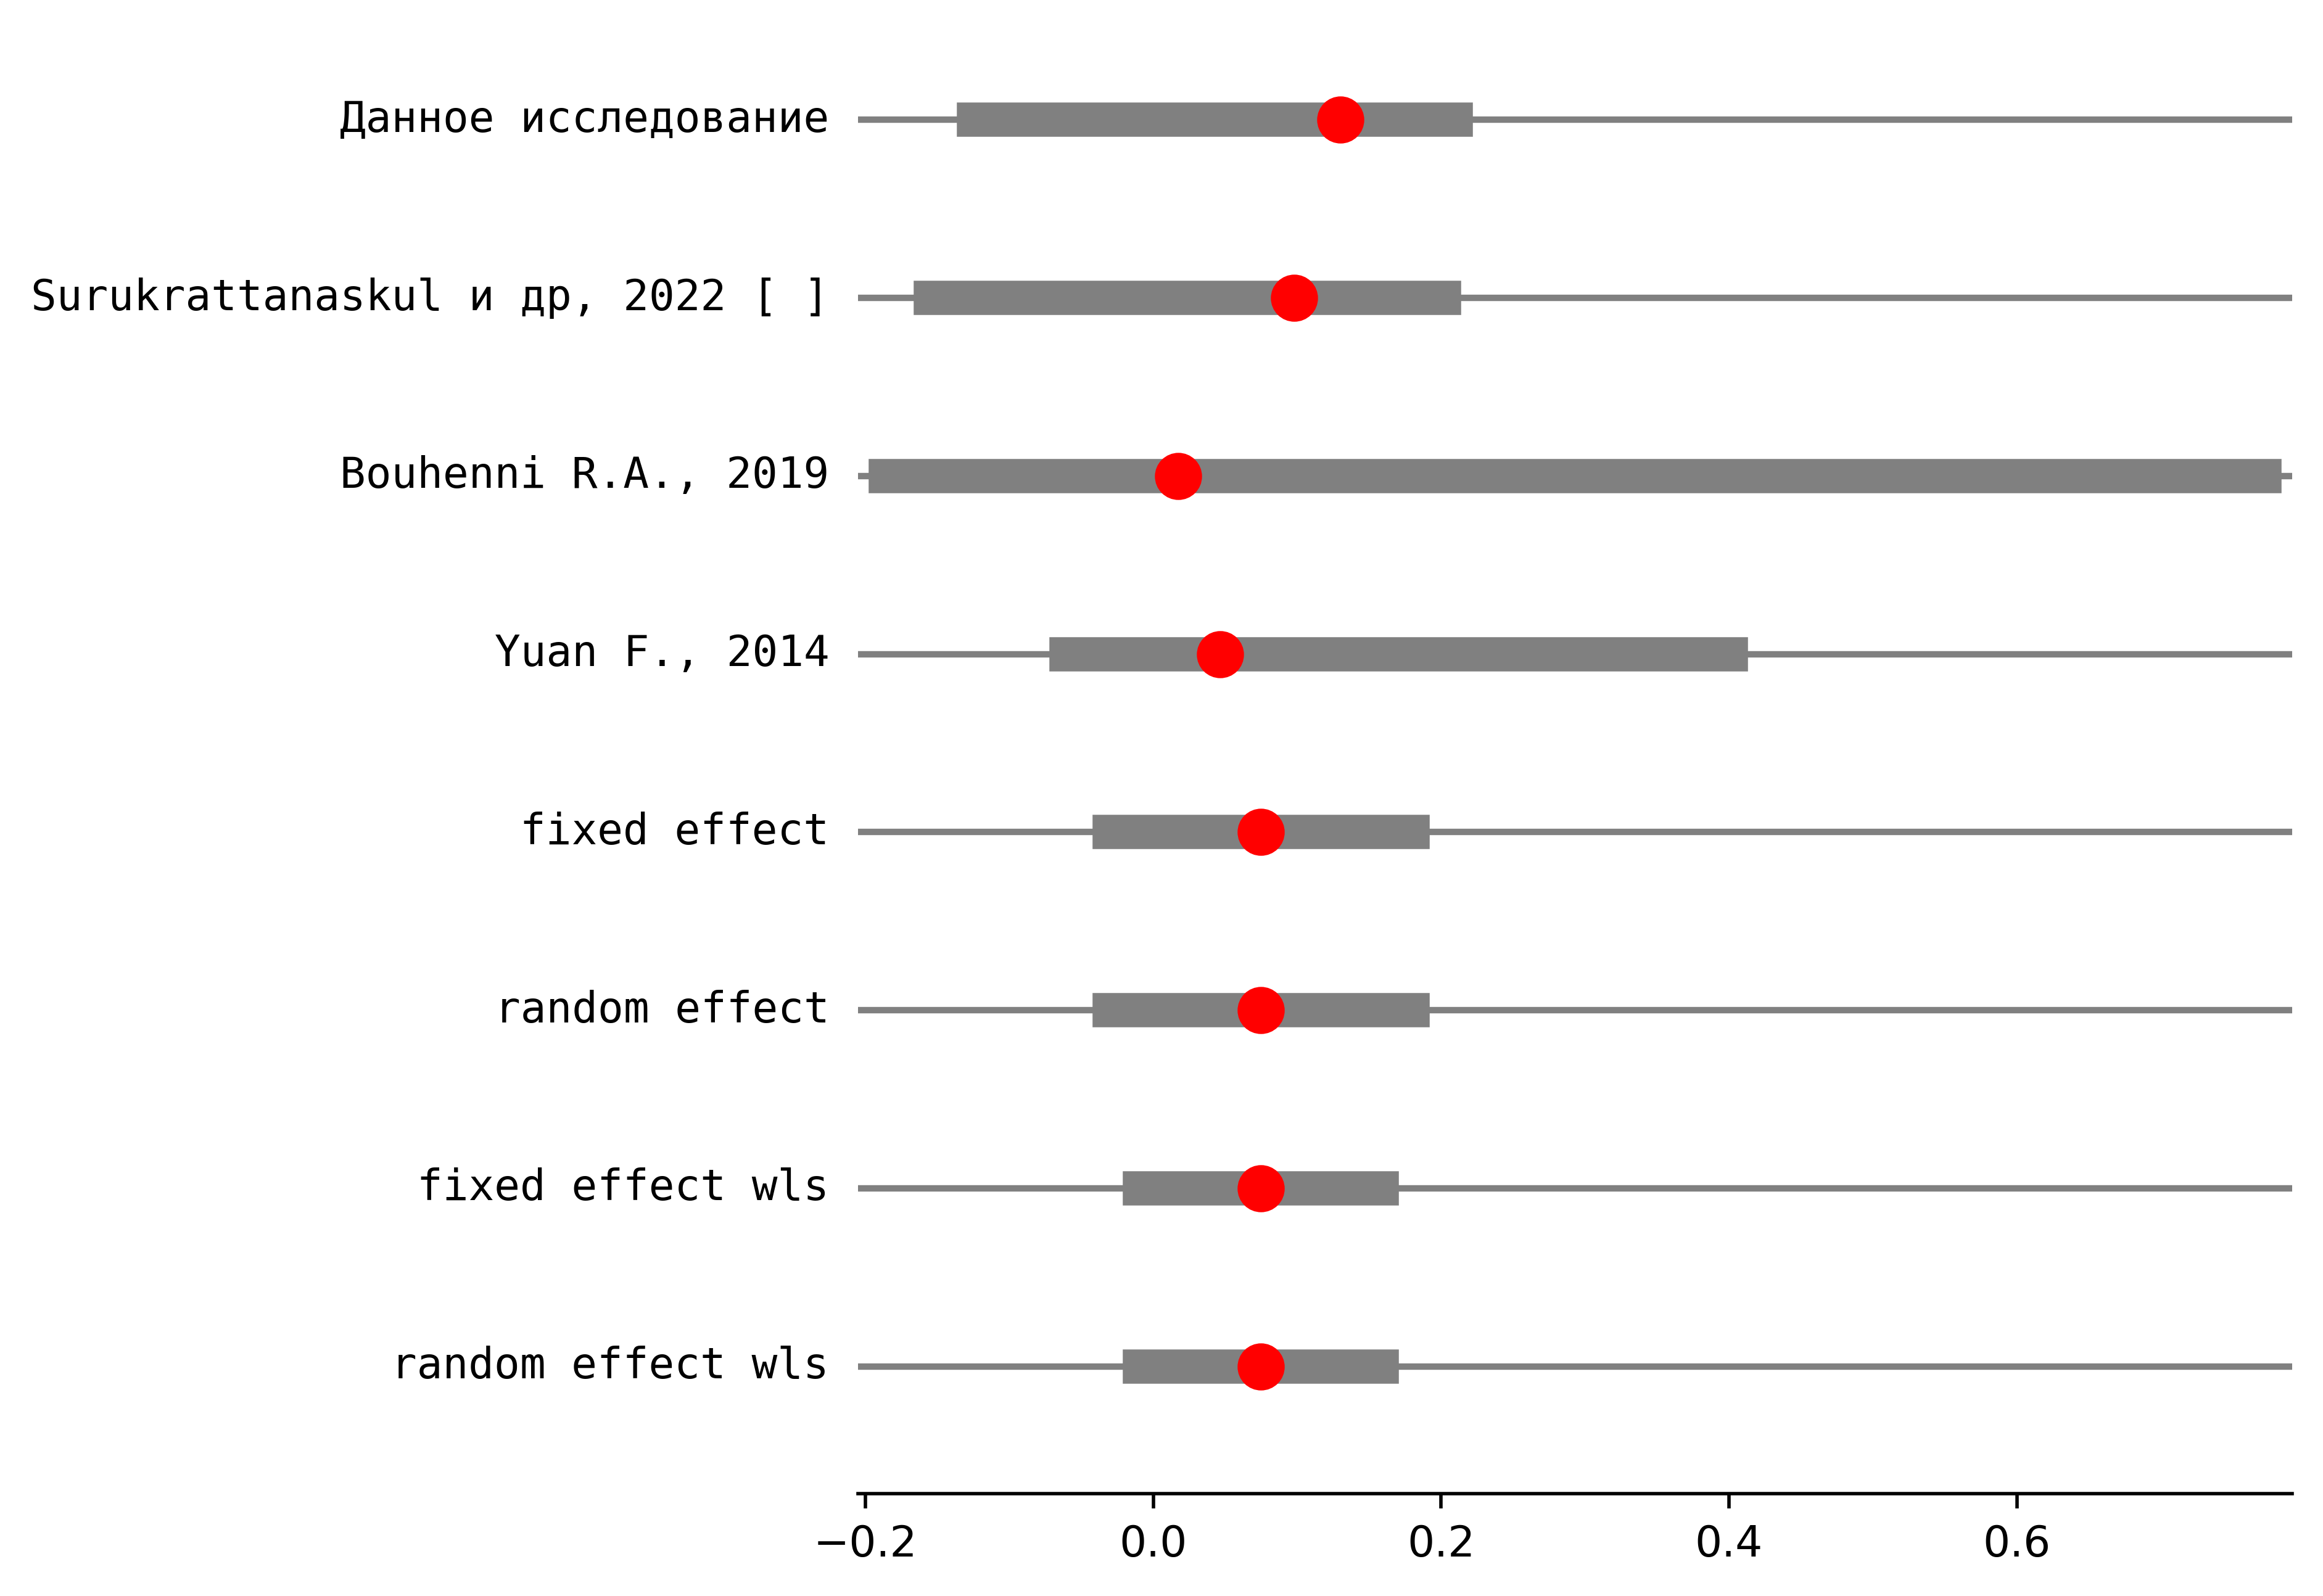 Данное исследование
Surukrattanaskul и др, 2022 [ ]
Bouhenni R.A., 2019
Yuan F., 2014
fixed effect
random effect
fixed effect wls
random effect wls
−0.2 0.0 0.2 0.4 0.6